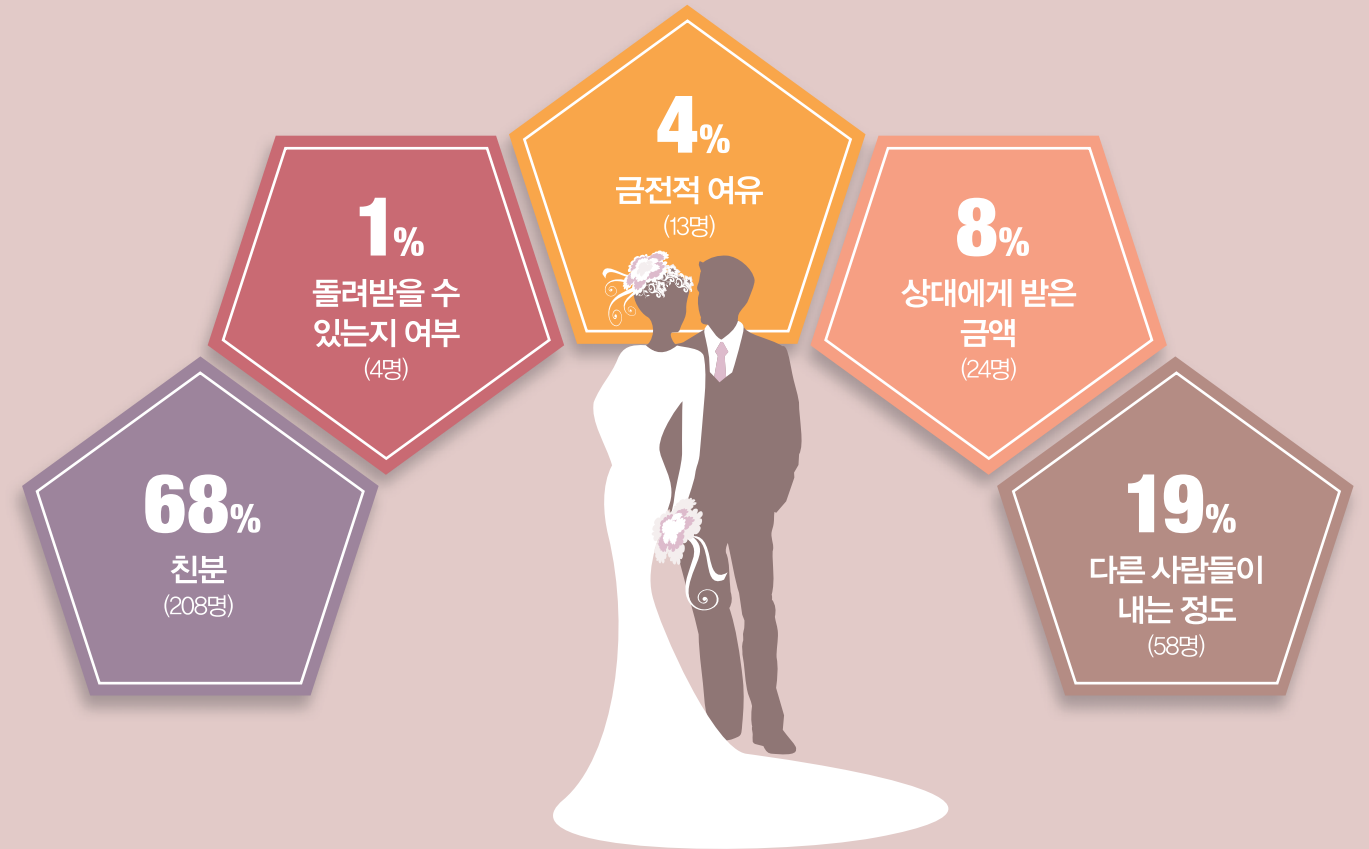 4%
금전적 여유
(13명)
1%
돌려받을 수
있는지 여부
(4명)
8%
상대에게 받은
금액
(24명)
68%
친분
(208명)
19%
다른 사람들이
내는 정도
(58명)